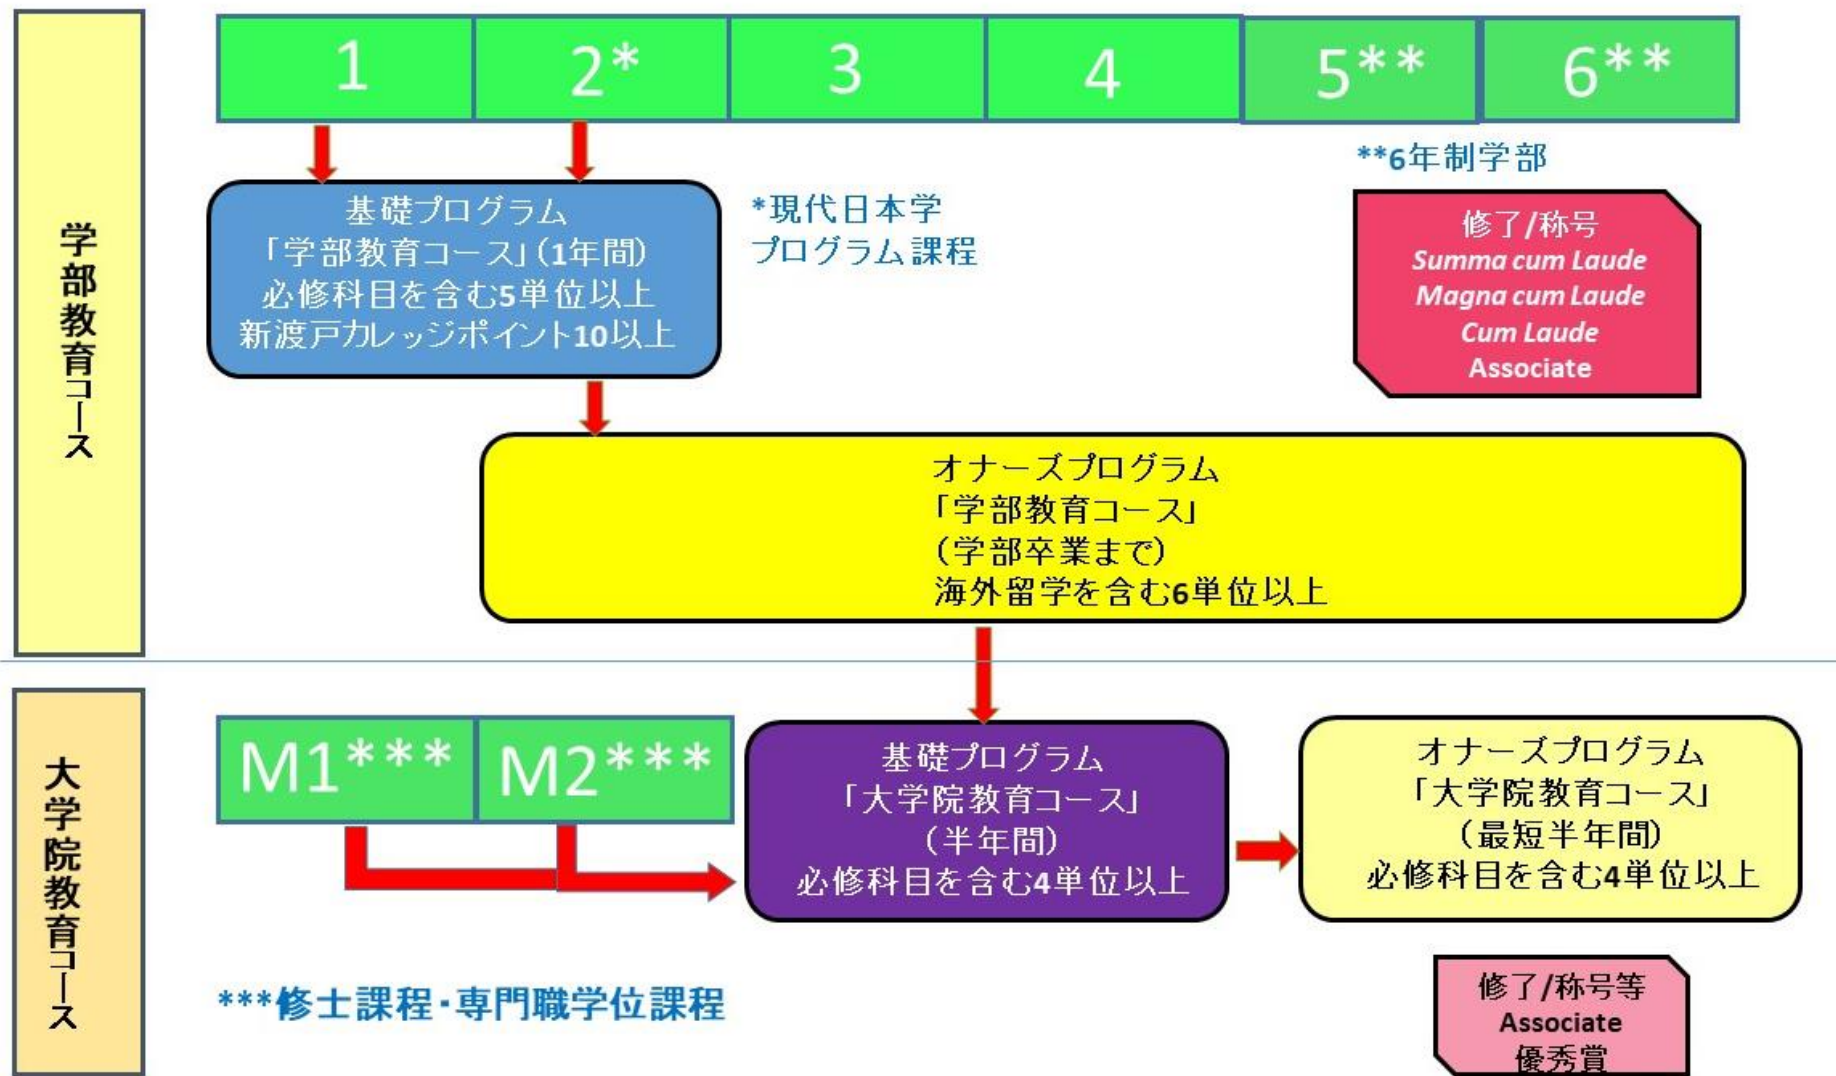 学部教育コース
1
2*
3
4
5**
6**
**6年制学部
基礎プログラム
「学部教育コース」(1年間)
必修科目を含む5単位以上
新渡戸カレッジポイント10以上
*現代日本学
プログラム課程
修了/称号
Summa cum Laude
Magna cum Laude
Cum Laude
Associate
オナーズプログラム
「学部教育コース」
(学部卒業まで)
海外留学を含む6単位以上
大学院教育コース
M1***
M2***
基礎プログラム
「大学院教育コース」
(半年間)
必修科目を含む4単位以上
オナーズプログラム
「大学院教育コース」
(最短半年間)
必修科目を含む4単位以上
***修士課程・専門職学位課程
修了/称号等
Associate
優秀賞